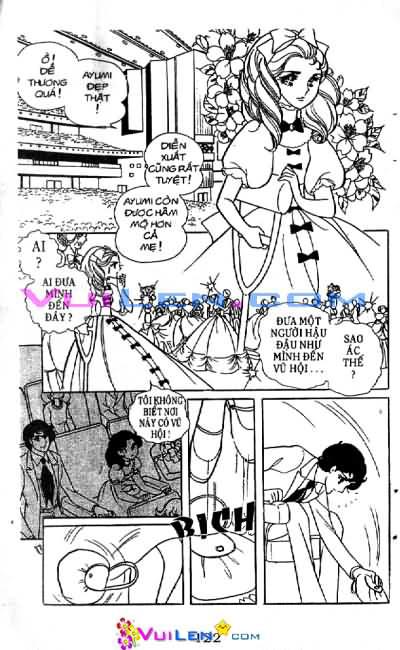 Ồ!
DỄ
THƯƠNG
QUÁ!
AYUMI
ĐẸP
THẬT!
DIỄN
XUẤT
CŨNG RẤT
TUYỆT!
AYUMI CÒN
ĐƯỢC HÂM
MỘ HƠN
CẢ
MẸ!
AI
?
AI ĐƯA
MÌNH
ĐẾN
ĐÂY?
VUILEN.COM
ĐƯA MỘT
NGƯỜI HẬU
ĐẬU NHƯ
MÌNH ĐẾN
VŨ HỘI...
SAO
ÁC
THẾ
?
TÔI KHÔNG
BIẾT NƠI
NÀY CÓ VŨ
HỘI!
BỊCH
122
VUILEN.COM